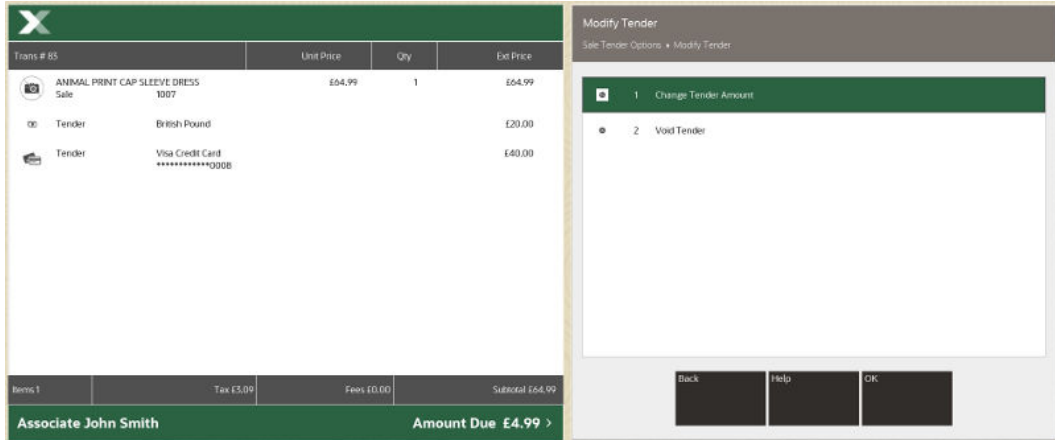 Trans # 83 Unit Price Qty Ext Price
ANIMAL PRINT CAP SLEEVE DRESS £64.99 1 £64.99
Sale 1007
Tender British Pound £20.00
Tender Visa Credit Card £40.00
************0008
Items 1 Tax £3.09 Fees £0.00 Subtotal £64.99
Associate John Smith Amount Due £4.99 >
Modify Tender
Sale Tender Options ▸ Modify Tender
1 Change Tender Amount
2 Void Tender
Back Help OK